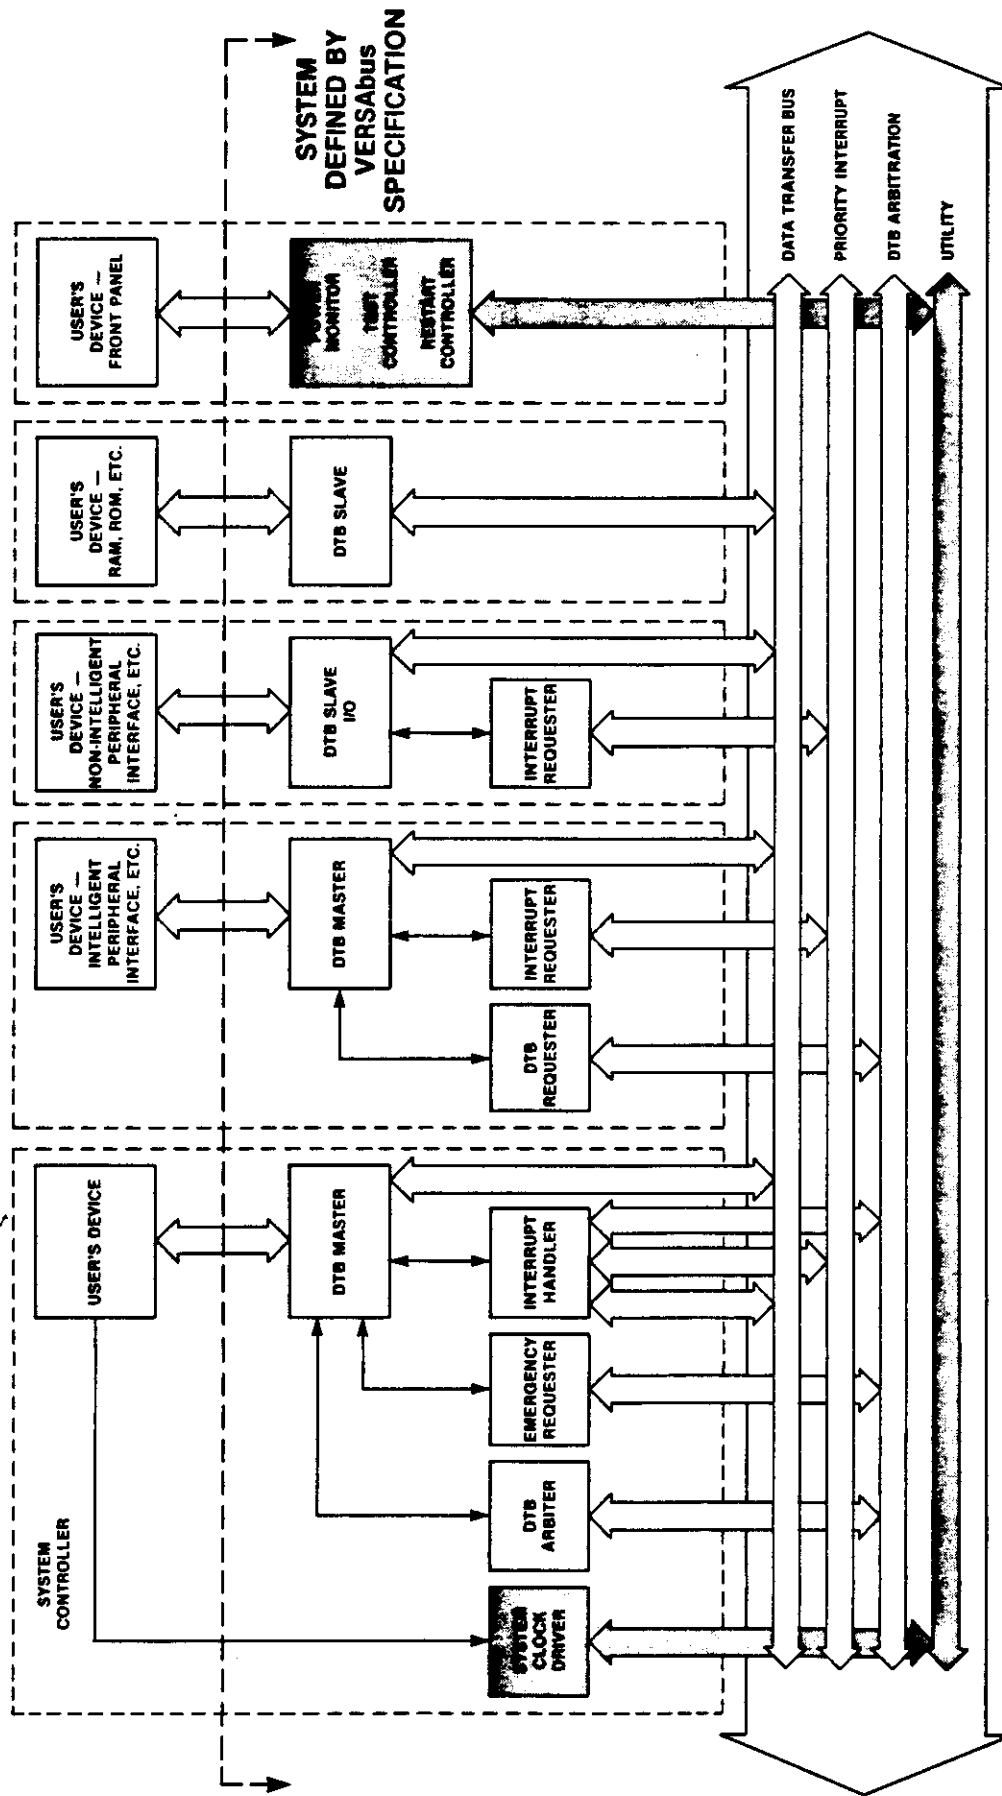 SYSTEM
CONTROLLER
USER'S DEVICE
USER'S
DEVICE —
INTELLIGENT
PERIPHERAL
INTERFACE, ETC.
USER'S
DEVICE —
NON-INTELLIGENT
PERIPHERAL
INTERFACE, ETC.
USER'S
DEVICE —
RAM, ROM, ETC.
USER'S
DEVICE —
FRONT PANEL
SYSTEM
DEFINED BY
VERSAbus
SPECIFICATION
DTB MASTER
DTB MASTER
DTB SLAVE
I/O
DTB SLAVE
POWER
MONITOR
TEST
CONTROLLER
RESTART
CONTROLLER
SYSTEM
CLOCK
DRIVER
DTB
ARBITER
EMERGENCY
REQUESTER
INTERRUPT
HANDLER
DTB
REQUESTER
INTERRUPT
REQUESTER
INTERRUPT
REQUESTER
DATA TRANSFER BUS
PRIORITY INTERRUPT
DTB ARBITRATION
UTILITY